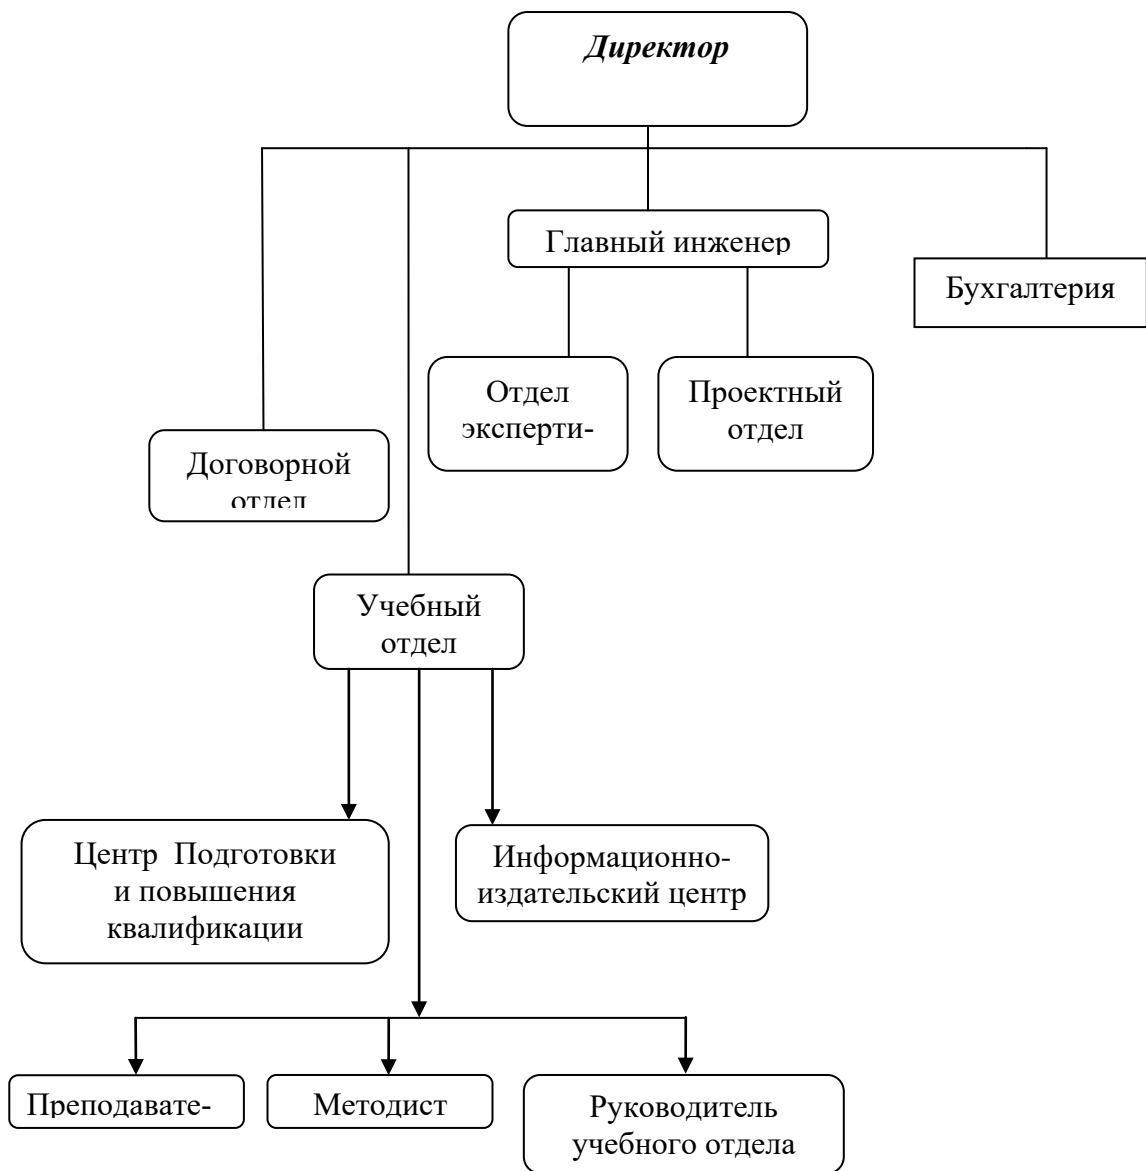 Директор
Главный инженер
Бухгалтерия
Отдел
эксперти-
Проектный
отдел
Договорной
отдел
Учебный
отдел
Центр Подготовки
и повышения
квалификации
Информационно-
издательский центр
Преподавате-
Методист
Руководитель
учебного отдела